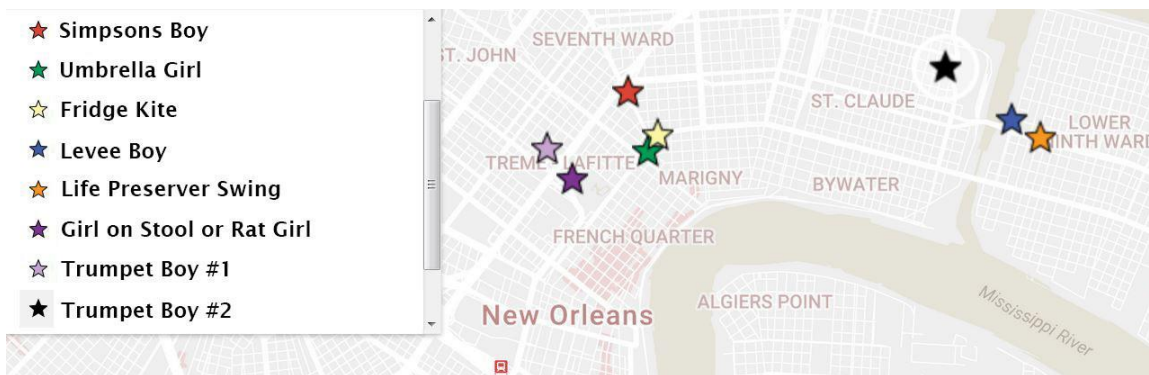 Simpsons Boy
Umbrella Girl
Fridge Kite
Levee Boy
Life Preserver Swing
Girl on Stool or Rat Girl
Trumpet Boy #1
Trumpet Boy #2
SEVENTH WARD
T. JOHN
ST. CLAUDE
LOWER
NINTH WARD
TREME - LAFITTE
MARIGNY
BYWATER
FRENCH QUARTER
ALGIERS POINT
New Orleans
Mississippi River